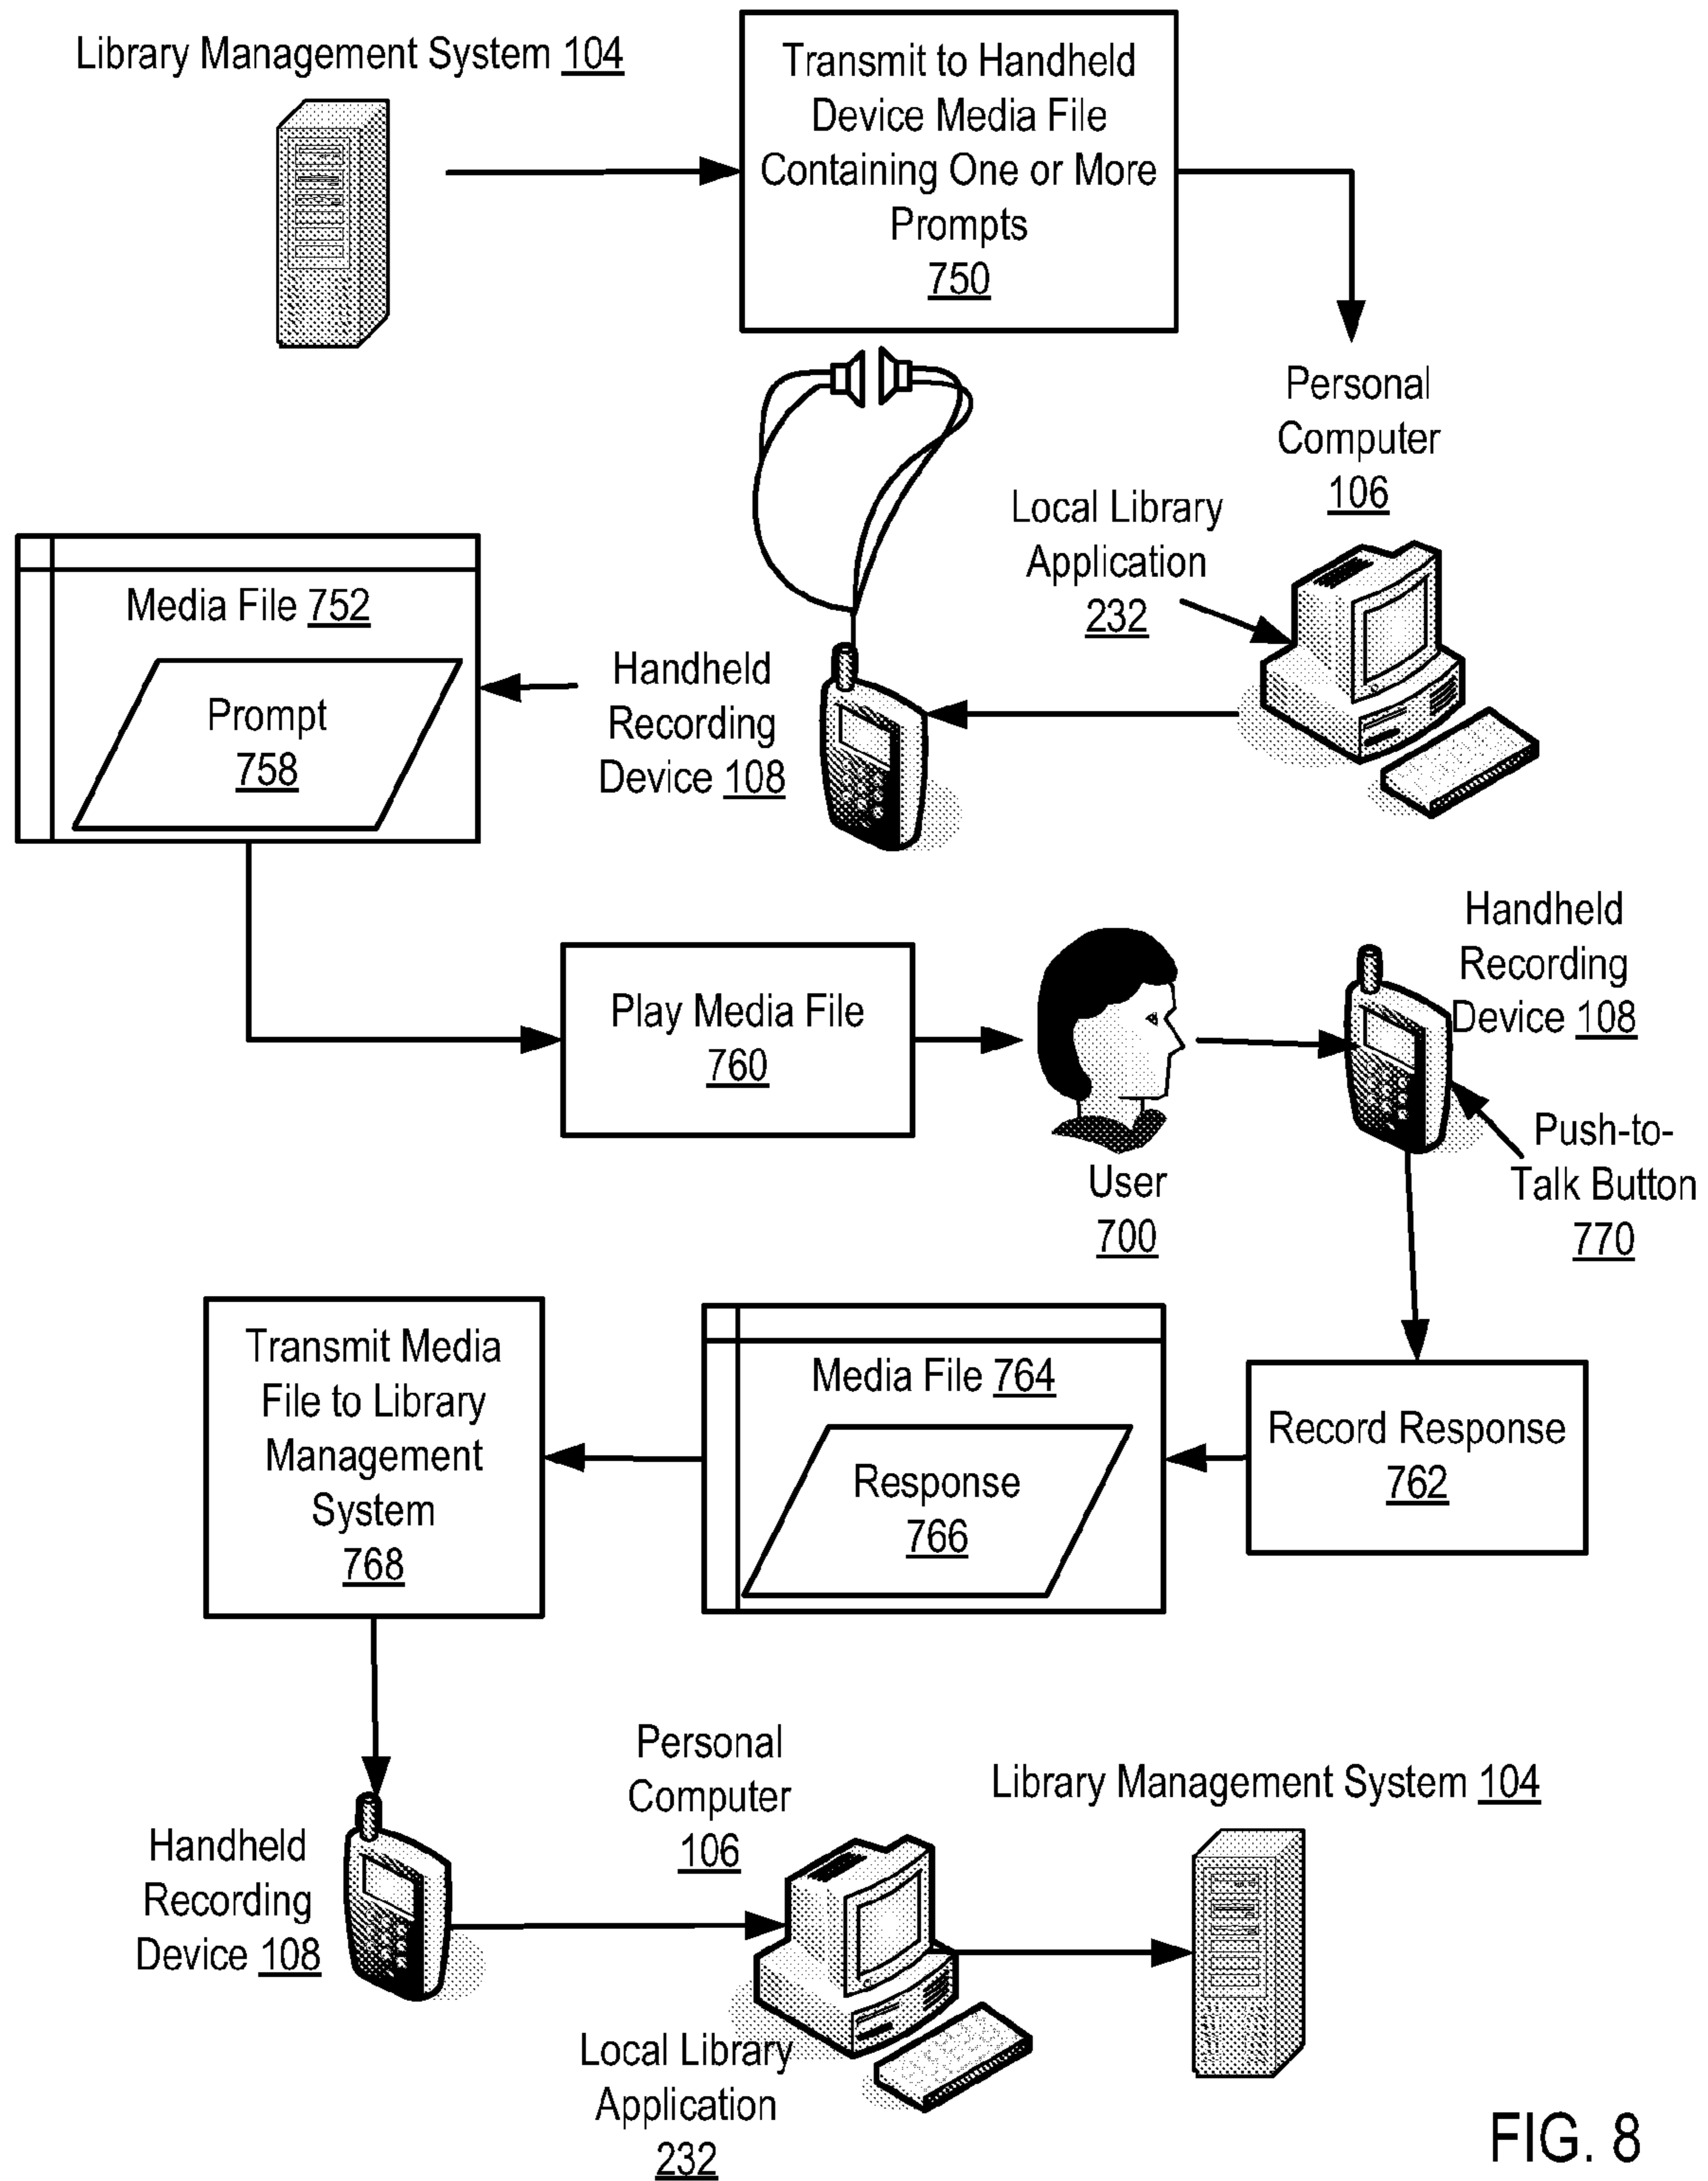 Library Management System 104
Transmit to Handheld
Device Media File
Containing One or More
Prompts
750
Personal
Computer
106
Local Library
Application
232
Media File 752
Prompt
758
Handheld
Recording
Device 108
Handheld
Recording
Device 108
Play Media File
760
User
700
Push-to-
Talk Button
770
Transmit Media
File to Library
Management
System
768
Media File 764
Response
766
Record Response
762
Personal
Computer
106
Library Management System 104
Handheld
Recording
Device 108
Local Library
Application
232
FIG. 8